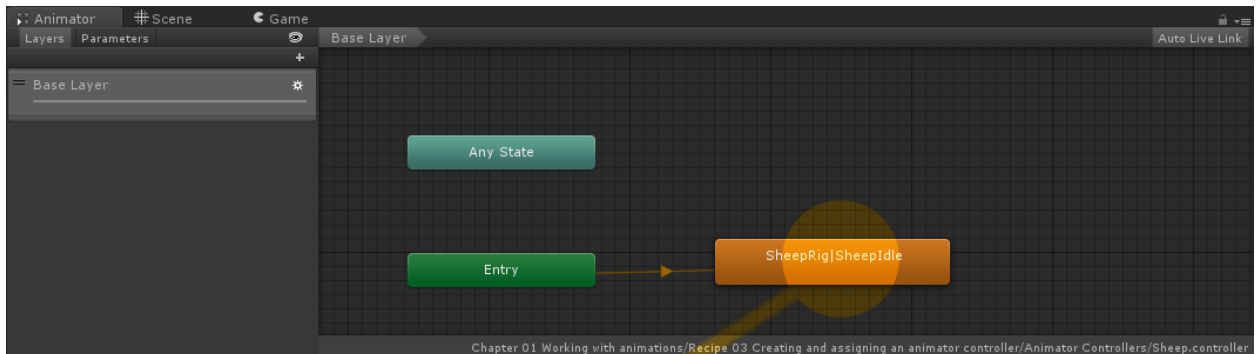 Animator Scene Game
Layers Parameters Base Layer Auto Live Link
Base Layer
Any State
SheepRig|SheepIdle
Entry
Chapter 01 Working with animations/Recipe 03 Creating and assigning an animator controller/Animator Controllers/Sheep.controller